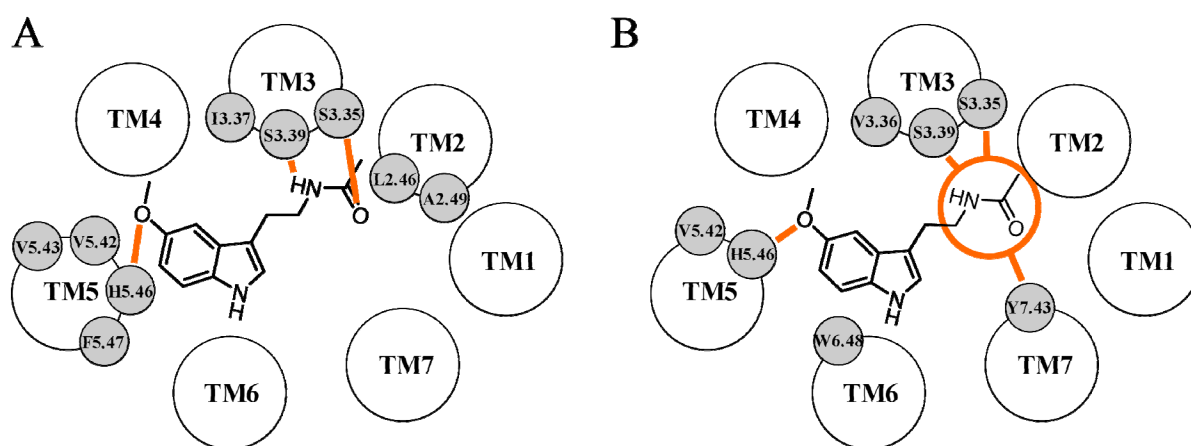 A
TM3
TM4
I3.37
S3.39
S3.35
TM2
L2.46
A2.49
HN
O
O
V5.43
V5.42
TM5
H5.46
F5.47
N
H
TM1
TM6
TM7
B
TM3
TM4
V3.36
S3.39
S3.35
TM2
HN
O
O
V5.42
H5.46
TM5
N
H
TM1
Y7.43
W6.48
TM6
TM7